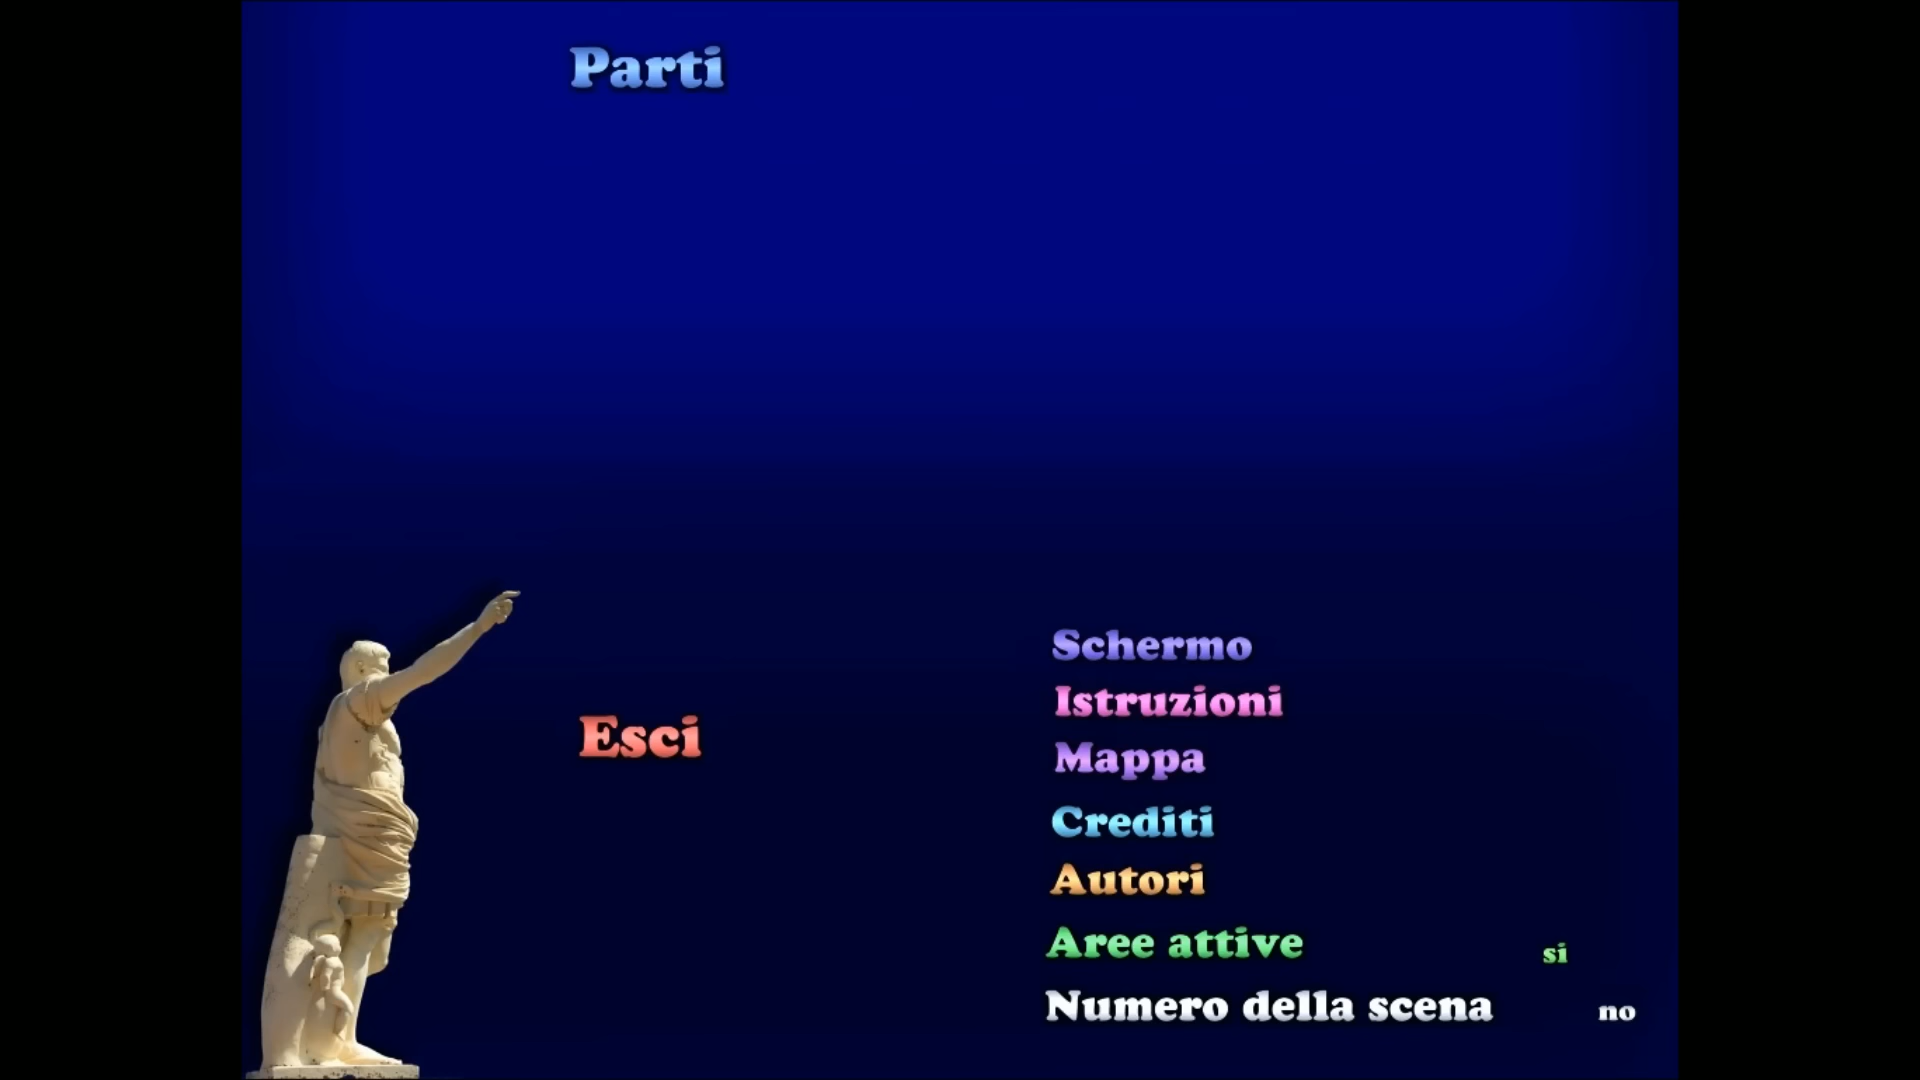 Parti
Schermo
Istruzioni
Esci
Mappa
Crediti
Autori
Aree attive si
Numero della scena no